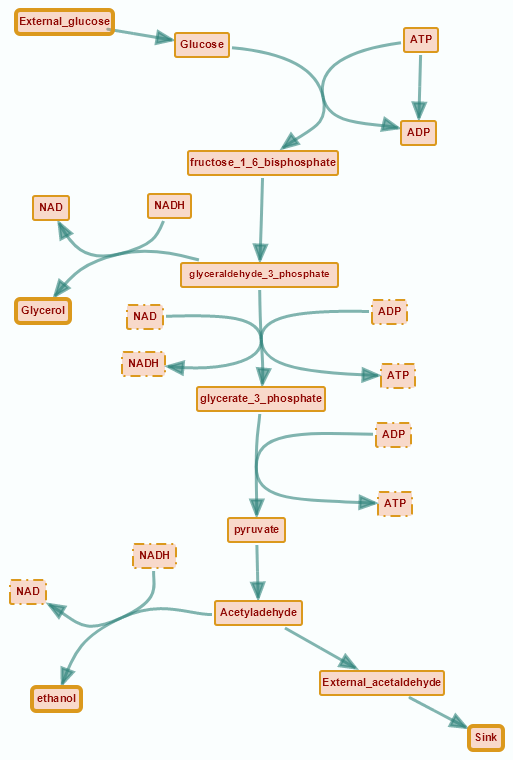 External_glucose
Glucose
ATP
ADP
fructose_1_6_bisphosphate
NAD
NADH
glyceraldehyde_3_phosphate
Glycerol
NAD
ADP
NADH
ATP
glycerate_3_phosphate
ADP
ATP
pyruvate
NADH
NAD
Acetyladehyde
External_acetaldehyde
ethanol
Sink